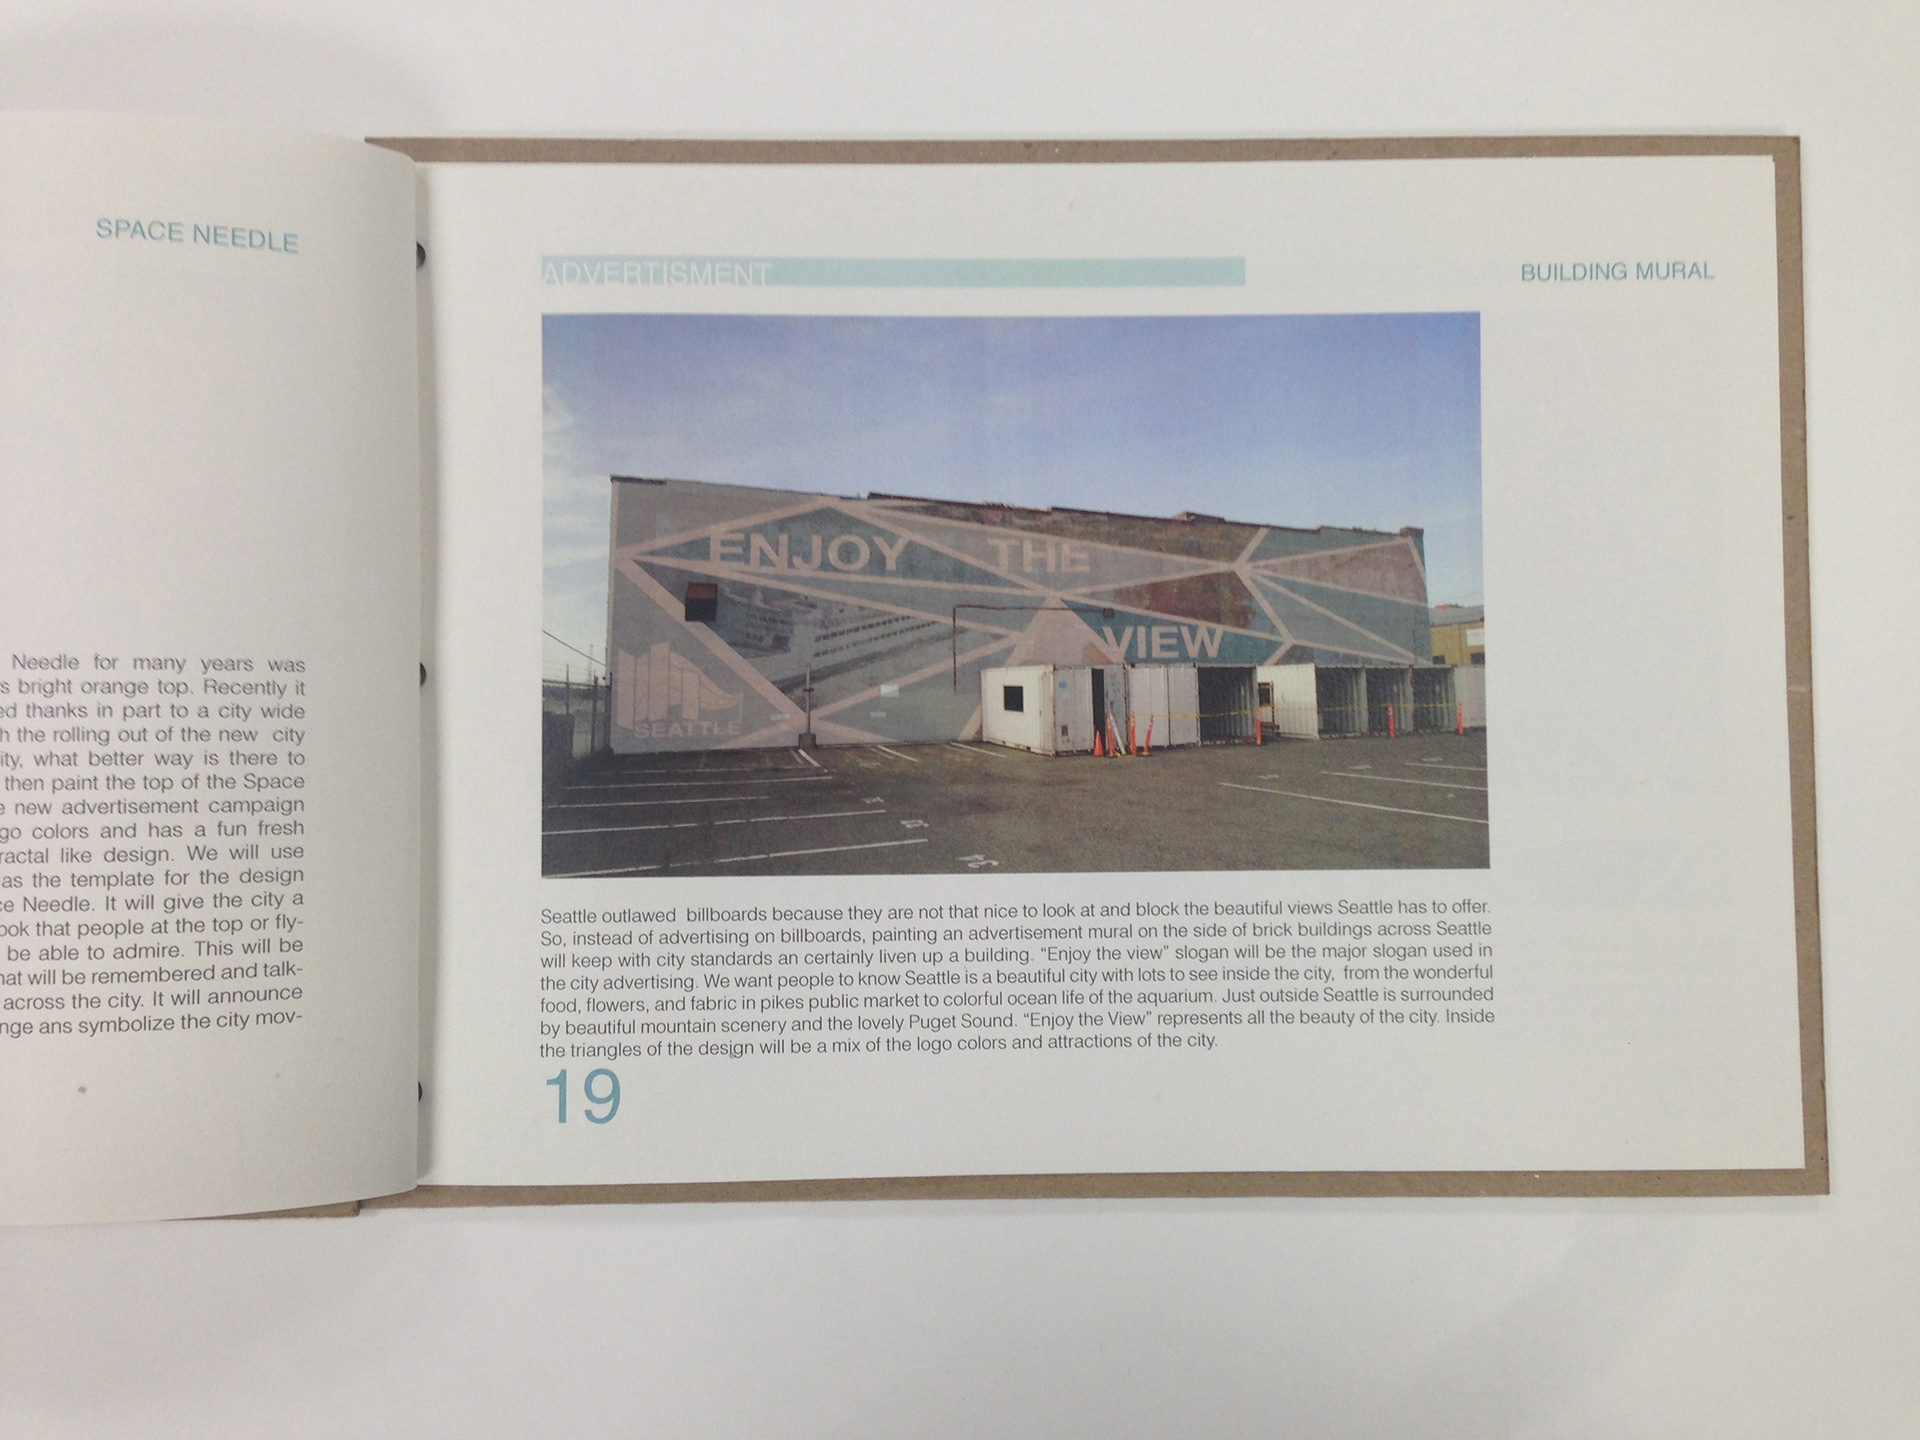 SPACE NEEDLE
Needle for many years was
s bright orange top. Recently it
ed thanks in part to a city wide
h the rolling out of the new city
ity, what better way is there to
then paint the top of the Space
e new advertisement campaign
go colors and has a fun fresh
ractal like design. We will use
as the template for the design
ce Needle. It will give the city a
ook that people at the top or fly-
be able to admire. This will be
hat will be remembered and talk-
across the city. It will announce
nge ans symbolize the city mov-
ADVERTISMENT
BUILDING MURAL
ENJOY THE
VIEW
SEATTLE
34
Seattle outlawed billboards because they are not that nice to look at and block the beautiful views Seattle has to offer.
So, instead of advertising on billboards, painting an advertisement mural on the side of brick buildings across Seattle
will keep with city standards an certainly liven up a building. “Enjoy the view” slogan will be the major slogan used in
the city advertising. We want people to know Seattle is a beautiful city with lots to see inside the city, from the wonderful
food, flowers, and fabric in pikes public market to colorful ocean life of the aquarium. Just outside Seattle is surrounded
by beautiful mountain scenery and the lovely Puget Sound. “Enjoy the View” represents all the beauty of the city. Inside
the triangles of the design will be a mix of the logo colors and attractions of the city.
19